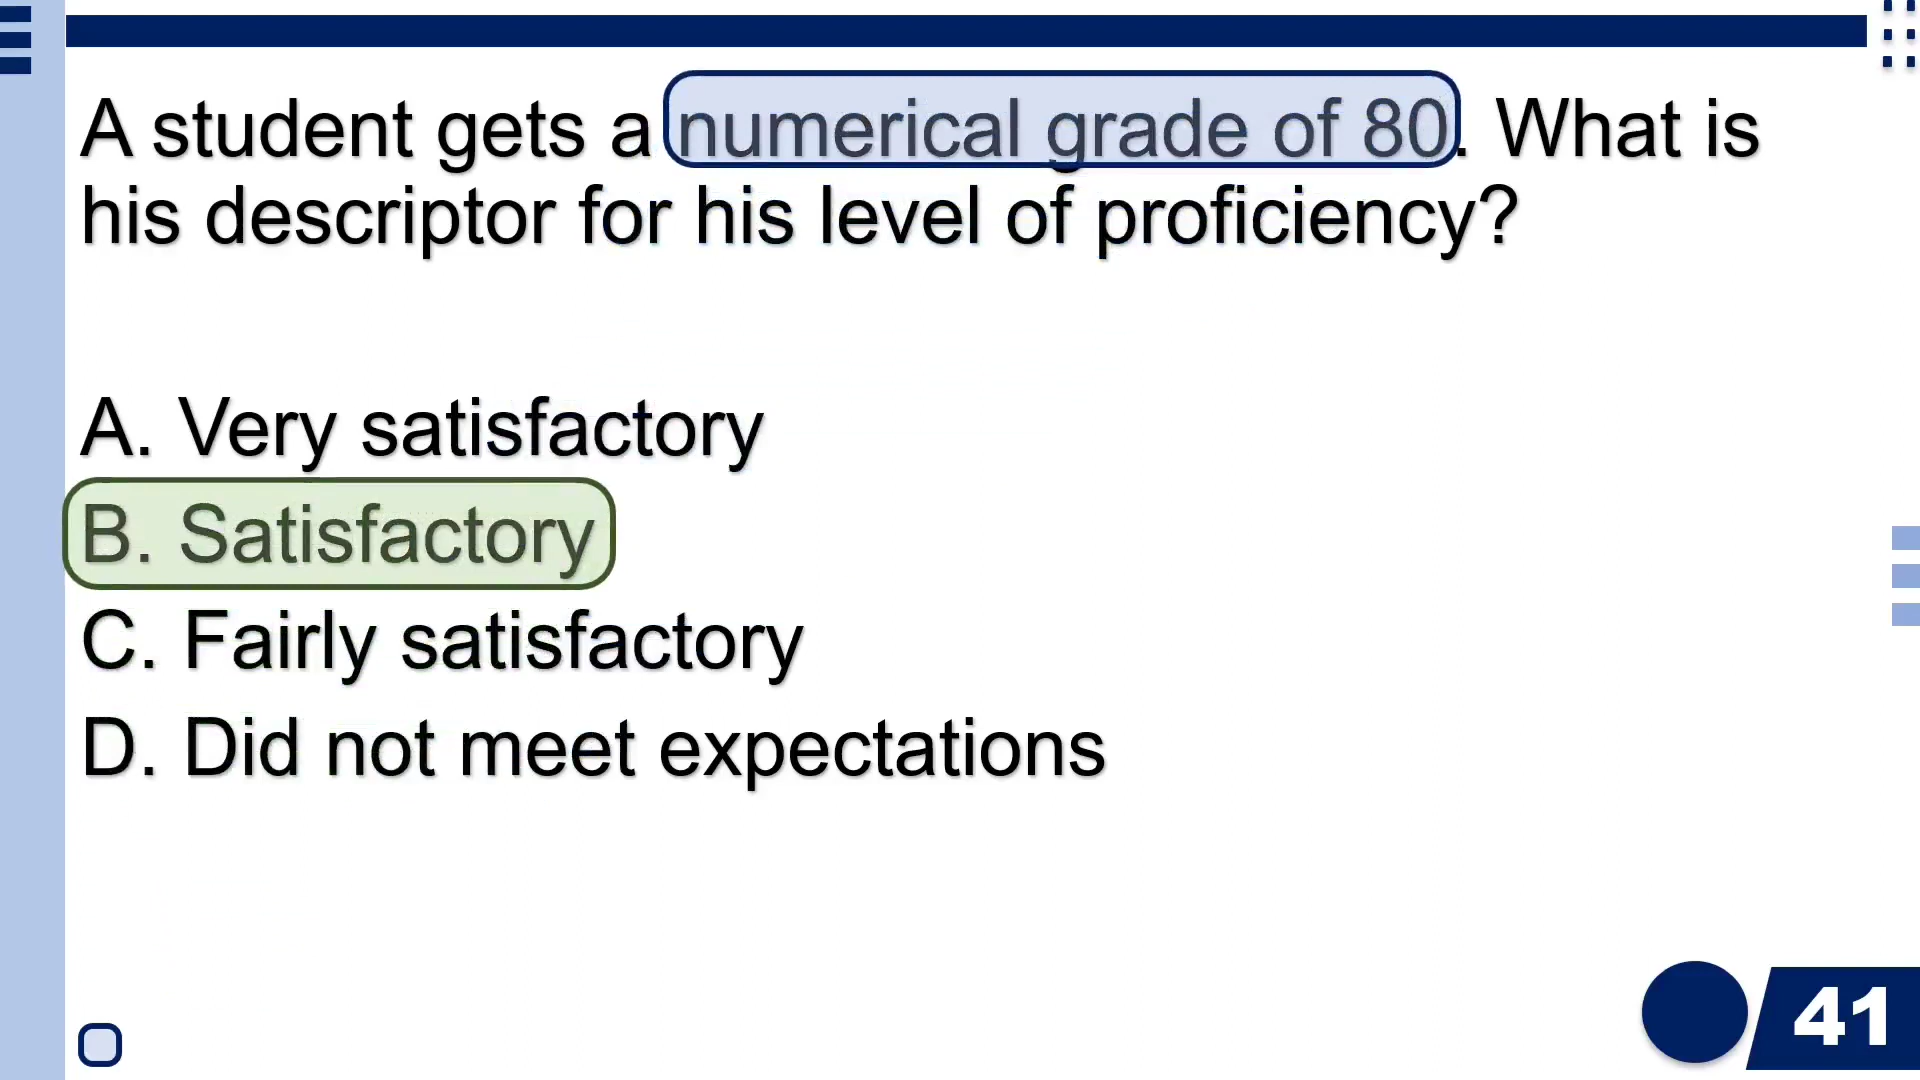 A student gets a numerical grade of 80. What is
his descriptor for his level of proficiency?
A. Very satisfactory
B. Satisfactory
C. Fairly satisfactory
D. Did not meet expectations
41